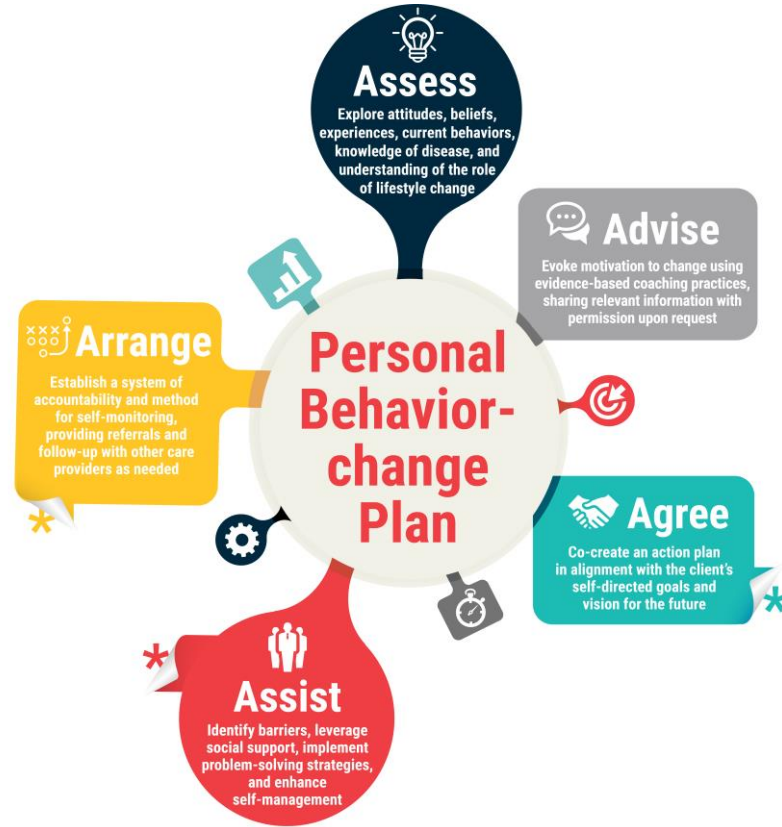 Assess
Explore attitudes, beliefs,
experiences, current behaviors,
knowledge of disease, and
understanding of the role
of lifestyle change
Advise
Evoke motivation to change using
evidence-based coaching practices,
sharing relevant information with
permission upon request
Personal
Behavior-
change
Plan
Agree
Co-create an action plan
in alignment with the client’s
self-directed goals and
vision for the future
*
Assist
Identify barriers, leverage
social support, implement
problem-solving strategies,
and enhance
self-management
*
Arrange
Establish a system of
accountability and method
for self-monitoring,
providing referrals and
follow-up with other care
providers as needed
*